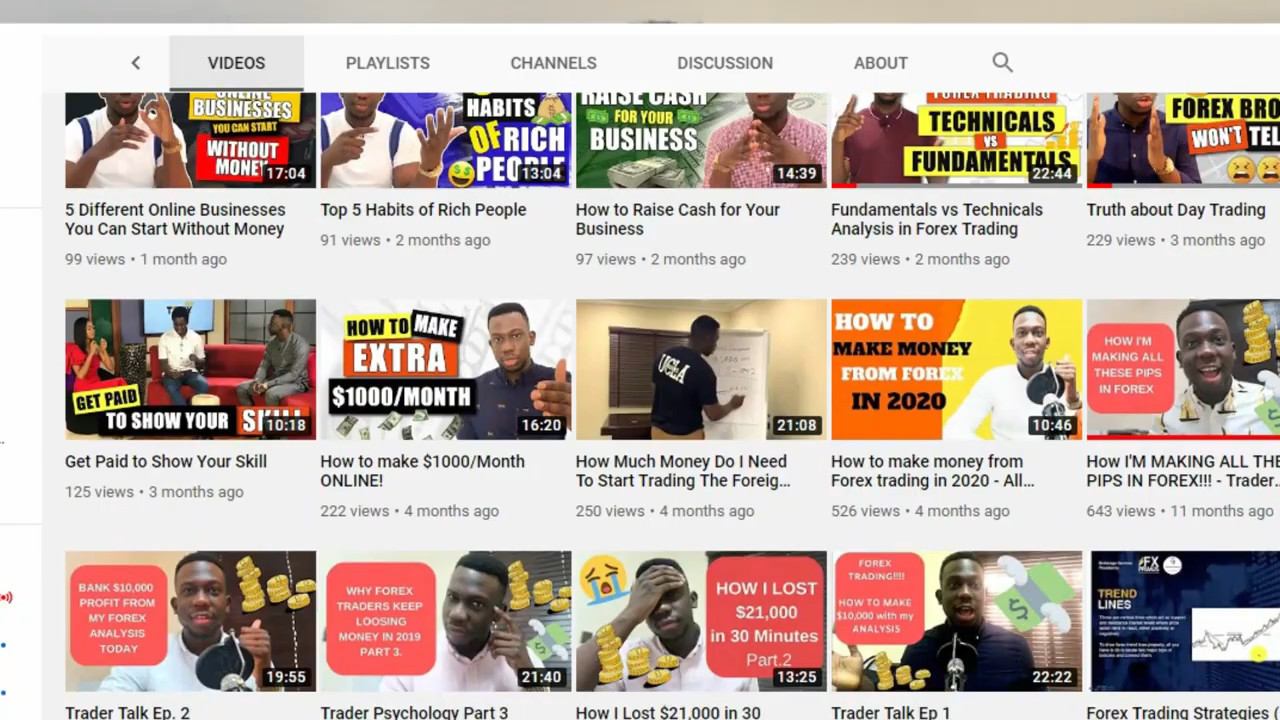 VIDEOS
PLAYLISTS
CHANNELS
DISCUSSION
ABOUT
ONLINE
BUSINESSES
YOU CAN START
WITHOUT
MONEY
17:04
HABITS
OF RICH
PEOPLE
13:04
RAISE CASH
FOR YOUR
BUSINESS
14:39
FOREX TRADING
TECHNICALS
VS
FUNDAMENTALS
22:44
FOREX BRO
WON'T TEL
5 Different Online Businesses
You Can Start Without Money
99 views • 1 month ago
Top 5 Habits of Rich People
91 views • 2 months ago
How to Raise Cash for Your
Business
97 views • 2 months ago
Fundamentals vs Technicals
Analysis in Forex Trading
239 views • 2 months ago
Truth about Day Trading
229 views • 3 months ago
GET PAID
TO SHOW YOUR SKILL
10:18
HOW TO MAKE
EXTRA
$1000/MONTH
16:20
21:08
HOW TO
MAKE MONEY
FROM FOREX
IN 2020
10:46
HOW I'M
MAKING ALL
THESE PIPS
IN FOREX
Get Paid to Show Your Skill
125 views • 3 months ago
How to make $1000/Month
ONLINE!
222 views • 4 months ago
How Much Money Do I Need
To Start Trading The Foreig...
250 views • 4 months ago
How to make money from
Forex trading in 2020 - All...
526 views • 4 months ago
How I'M MAKING ALL THE
PIPS IN FOREX!!! - Trader..
643 views • 11 months ago
BANK $10,000
PROFIT FROM
MY FOREX
ANALYSIS
TODAY
19:55
WHY FOREX
TRADERS KEEP
LOOSING
MONEY IN 2019
PART 3.
21:40
HOW I LOST
$21,000
in 30 Minutes
Part.2
13:25
FOREX
TRADING!!!!
HOW TO MAKE
$10,000 with my
ANALYSIS
22:22
TREND
LINES
Trader Talk Ep. 2
Trader Psychology Part 3
How I Lost $21,000 in 30
Trader Talk Ep 1
Forex Trading Strategies (